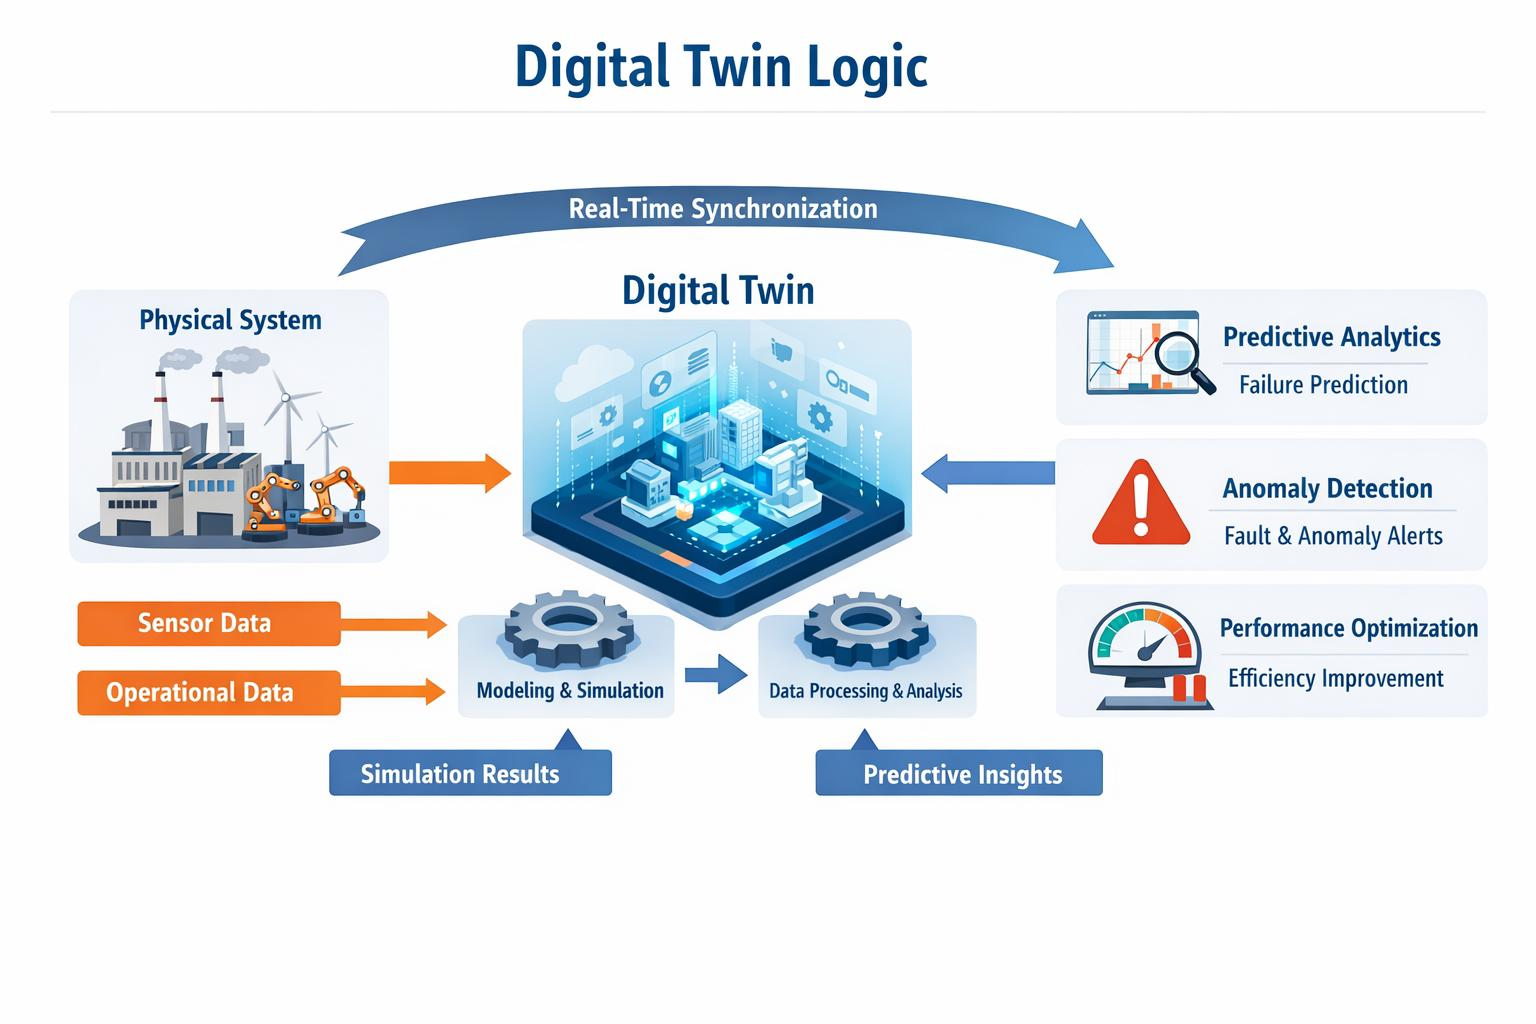 Digital Twin Logic
Real-Time Synchronization
Digital Twin
Physical System
Predictive Analytics
Failure Prediction
Anomaly Detection
Fault & Anomaly Alerts
Sensor Data
Operational Data
Modeling & Simulation
Data Processing & Analysis
Performance Optimization
Efficiency Improvement
Simulation Results
Predictive Insights